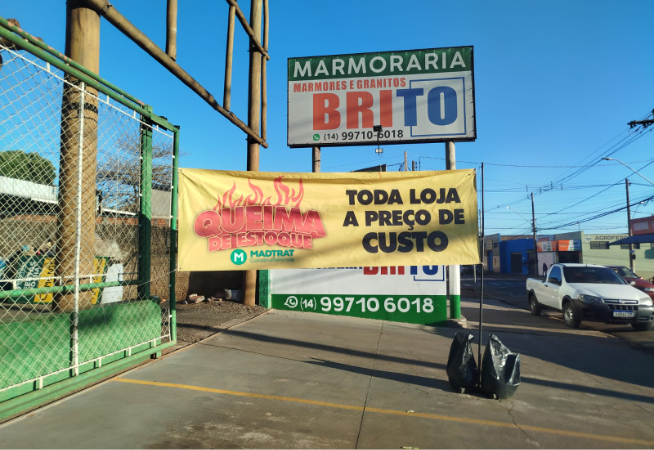 MARMORARIA
MARMORES E GRANITOS
BRITO
(14) 99710-6018
QUEIMA
DE ESTOQUE
M MADTRAT
TODA LOJA
A PREÇO DE
CUSTO
BRITO
(14) 99710 6018
AGROFE